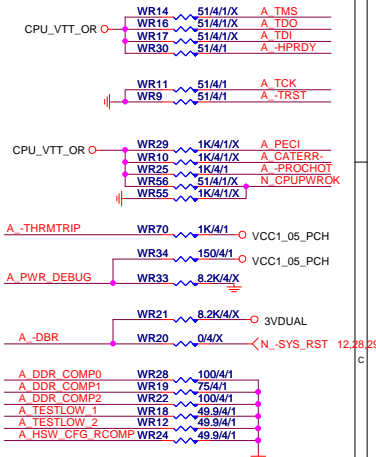 WR14 51/4/1/X A_TMS
CPU_VTT_OR WR16 51/4/1/X A_TDO
WR17 51/4/1/X A_TDI
WR30 51/4/1 A_-HPRDY
WR11 51/4/1 A_TCK
WR9 51/4/1 A_-TRST
CPU_VTT_OR WR29 1K/4/1/X A_PECI
WR10 1K/4/1/X A_CATERR-
WR25 1K/4/1 A_-PROCHOT
WR56 51/4/1/X N_CPUPWROK
WR55 1K/4/1/X
A_-THRMTRIP WR70 1K/4/1 VCC1_05_PCH
WR34 150/4/1 VCC1_05_PCH
A_PWR_DEBUG WR33 8.2K/4/X
WR21 8.2K/4/X 3VDUAL
A_-DBR WR20 0/4/X N_-SYS_RST 12,28,29
C
A_DDR_COMP0 WR28 100/4/1
A_DDR_COMP1 WR19 75/4/1
A_DDR_COMP2 WR22 100/4/1
A_TESTLOW_1 WR18 49.9/4/1
A_TESTLOW_2 WR12 49.9/4/1
A_HSW_CFG_RCOMP WR24 49.9/4/1